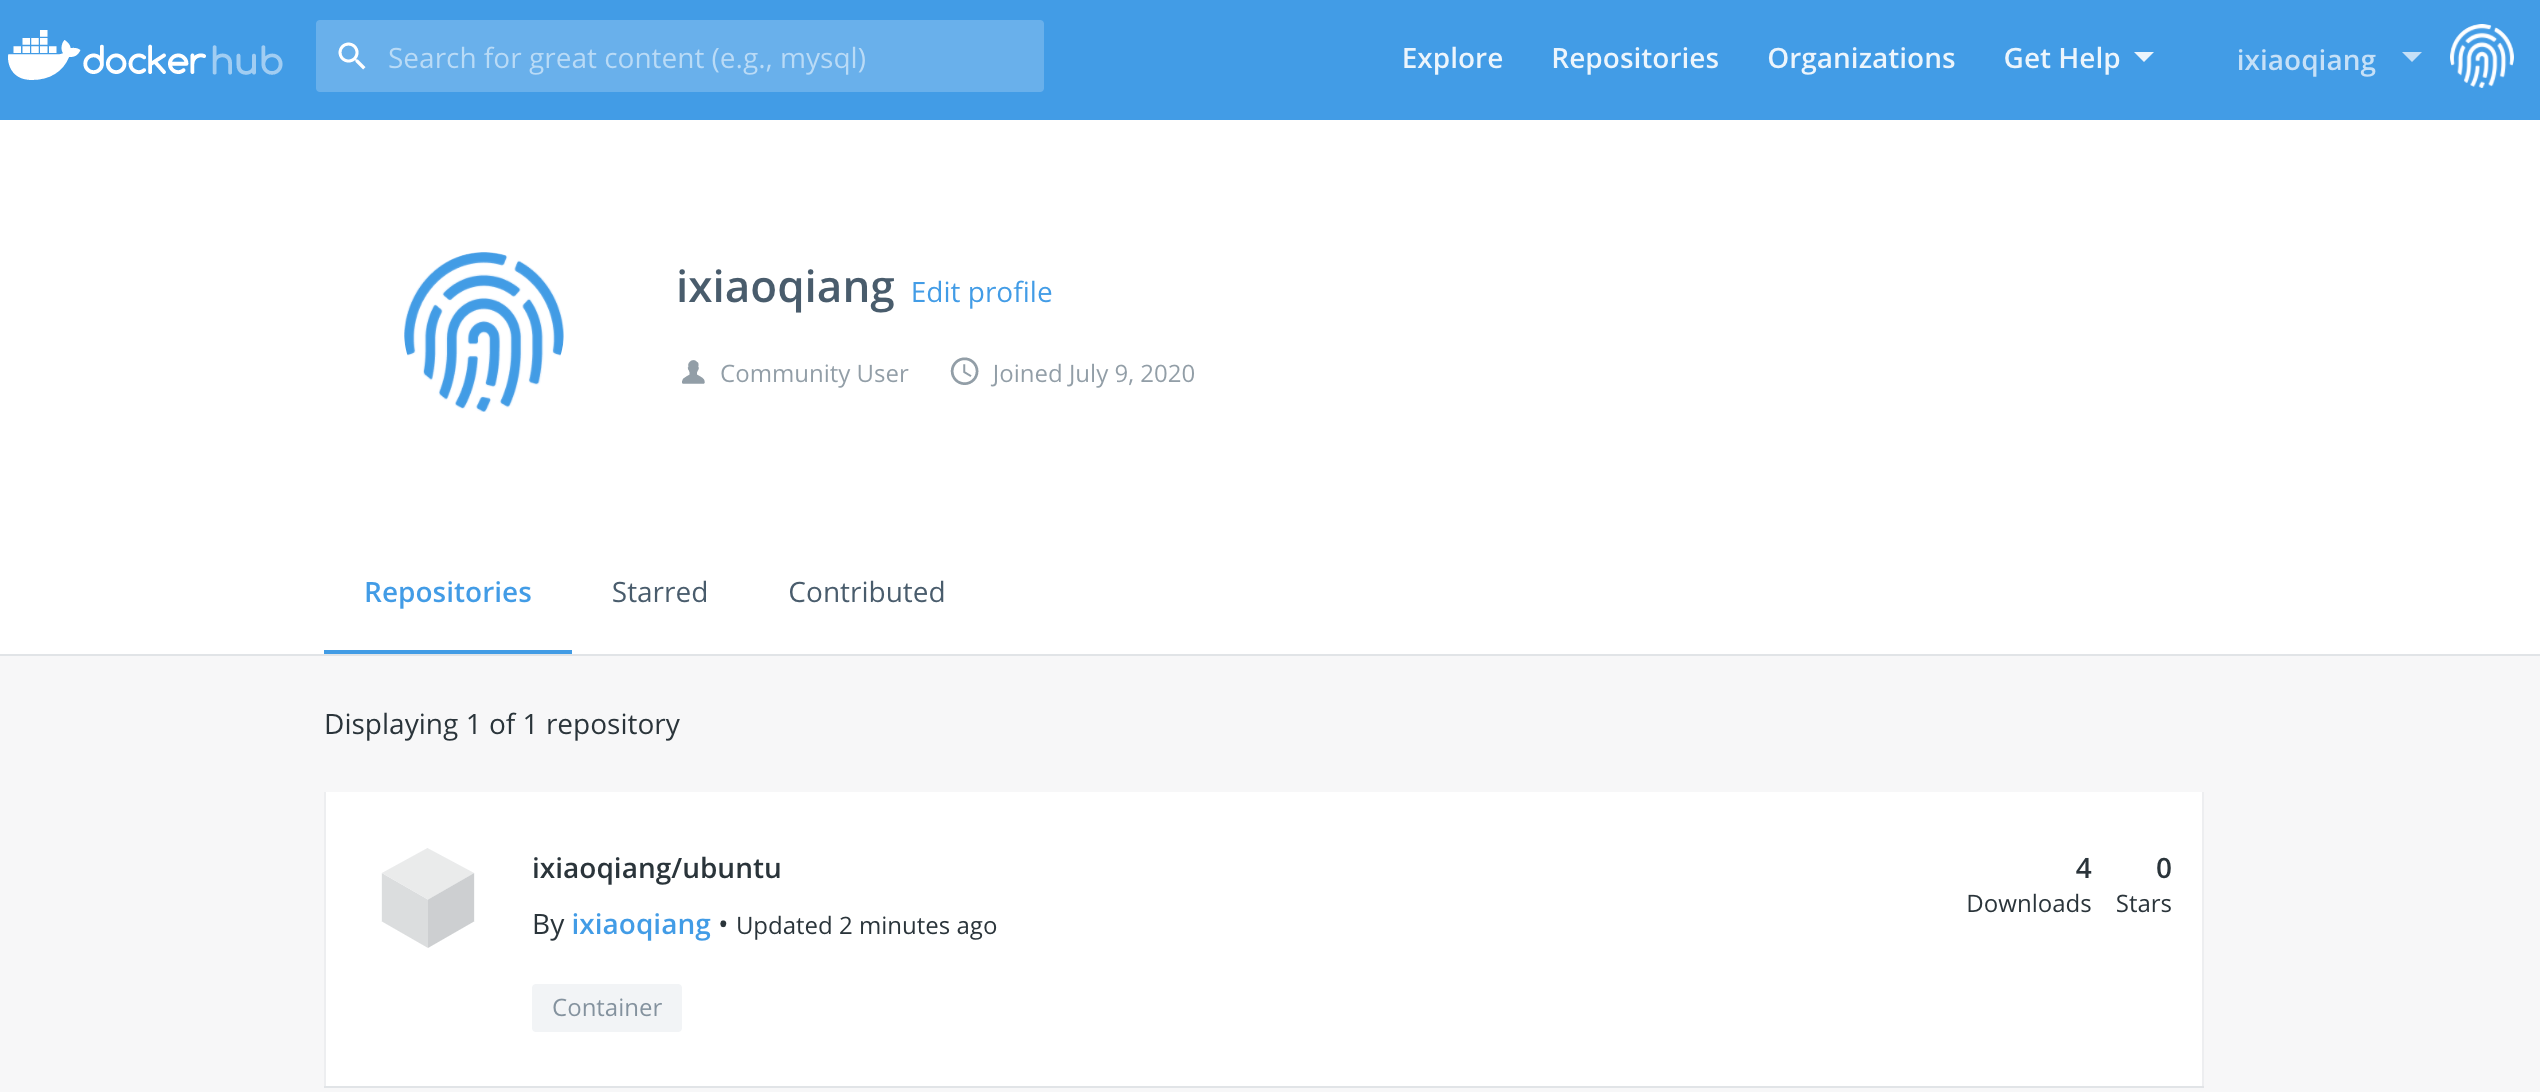 docker hub
Search for great content (e.g., mysql)
Explore Repositories Organizations Get Help ixiaoqiang
ixiaoqiang Edit profile
Community User Joined July 9, 2020
Repositories Starred Contributed
Displaying 1 of 1 repository
ixiaoqiang/ubuntu 4 0
Downloads Stars
By ixiaoqiang • Updated 2 minutes ago
Container